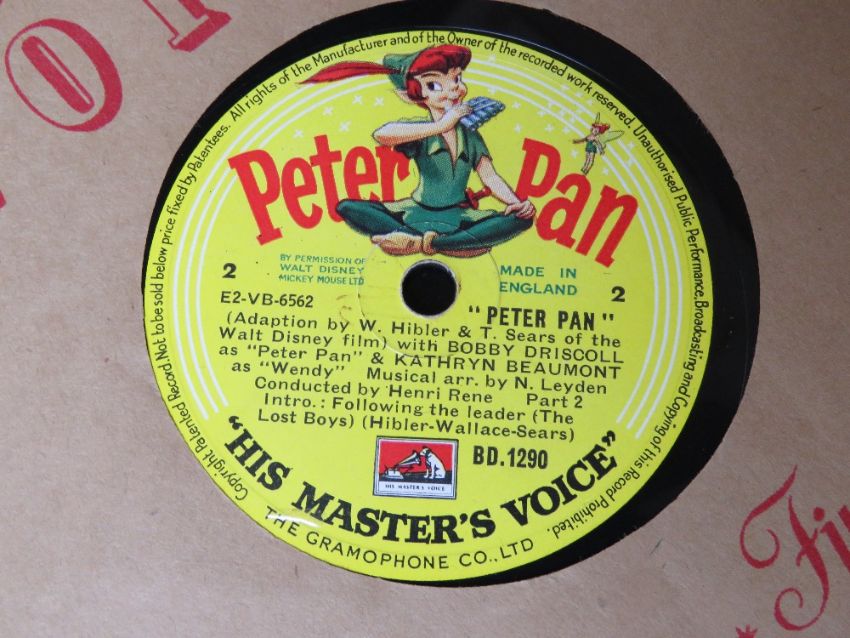 Copyright Patented Record. Not to be sold below price fixed by Patentees. All rights of the Manufacturer and of the Owner of the recorded work reserved. Unauthorised Public Performance, Broadcasting and Copying of this Record Prohibited.
Peter Pan
2
BY PERMISSION OF
WALT DISNEY
MICKEY MOUSE LTD
MADE IN
ENGLAND
2
E2-VB-6562
"PETER PAN"
(Adaption by W. Hibler & T. Sears of the
Walt Disney film) with BOBBY DRISCOLL
as "Peter Pan" & KATHRYN BEAUMONT
as "Wendy" Musical arr. by N. Leyden
Conducted by Henri Rene Part 2
Intro.: Following the leader (The
Lost Boys) (Hibler-Wallace-Sears)
HIS MASTER'S VOICE
BD.1290
"HIS MASTER'S VOICE"
THE GRAMOPHONE CO., LTD